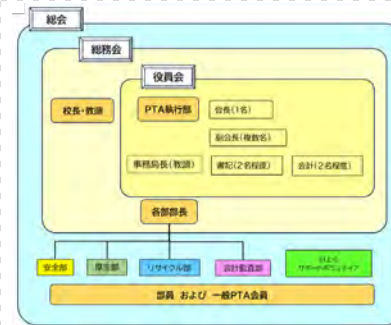 総会
総務会
役員会
校長・教頭
PTA執行部
会長(1名)
副会長(複数名)
事務局長(教頭)
書記(2名程度)
会計(2名程度)
各部部長
安全部
厚生部
リサイクル部
会計監査部
部員 および 一般PTA会員